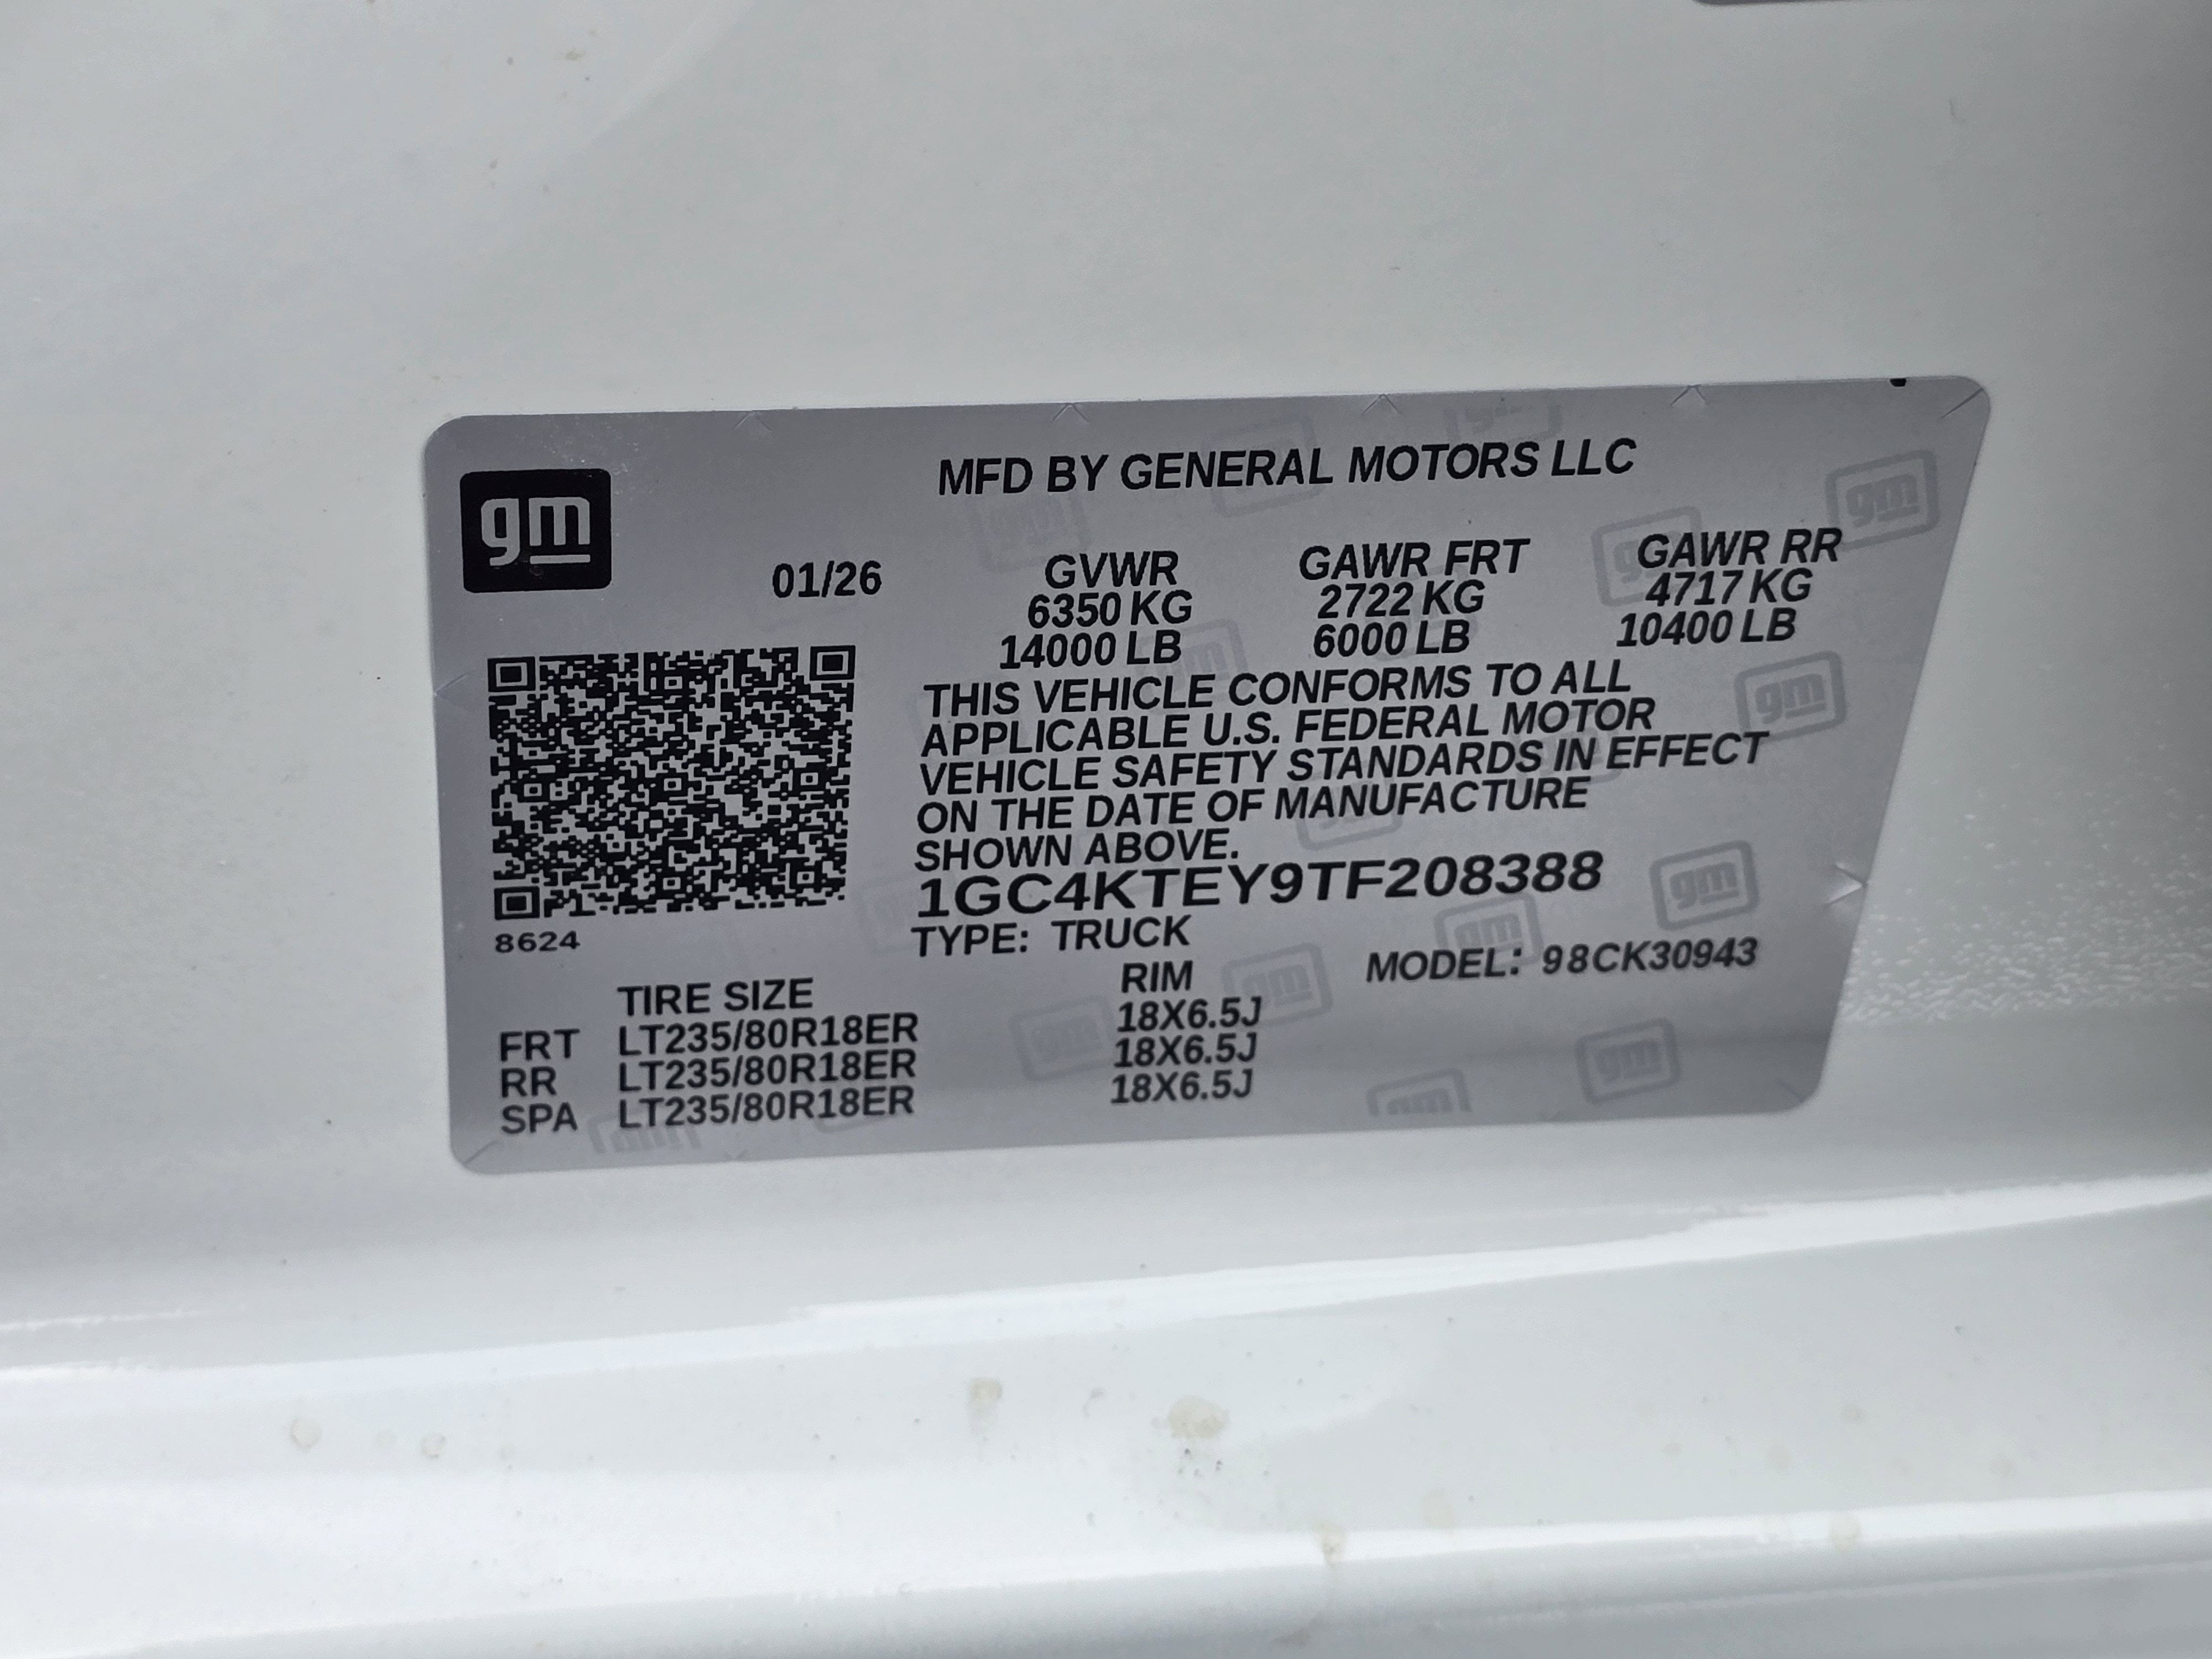 gm
MFD BY GENERAL MOTORS LLC
01/26 GVWR GAWR FRT GAWR RR
6350 KG 2722 KG 4717 KG
14000 LB 6000 LB 10400 LB
THIS VEHICLE CONFORMS TO ALL
APPLICABLE U.S. FEDERAL MOTOR
VEHICLE SAFETY STANDARDS IN EFFECT
ON THE DATE OF MANUFACTURE
SHOWN ABOVE.
1GC4KTEY9TF208388
8624
TYPE: TRUCK
MODEL: 98CK30943
TIRE SIZE RIM
FRT LT235/80R18ER 18X6.5J
RR LT235/80R18ER 18X6.5J
SPA LT235/80R18ER 18X6.5J